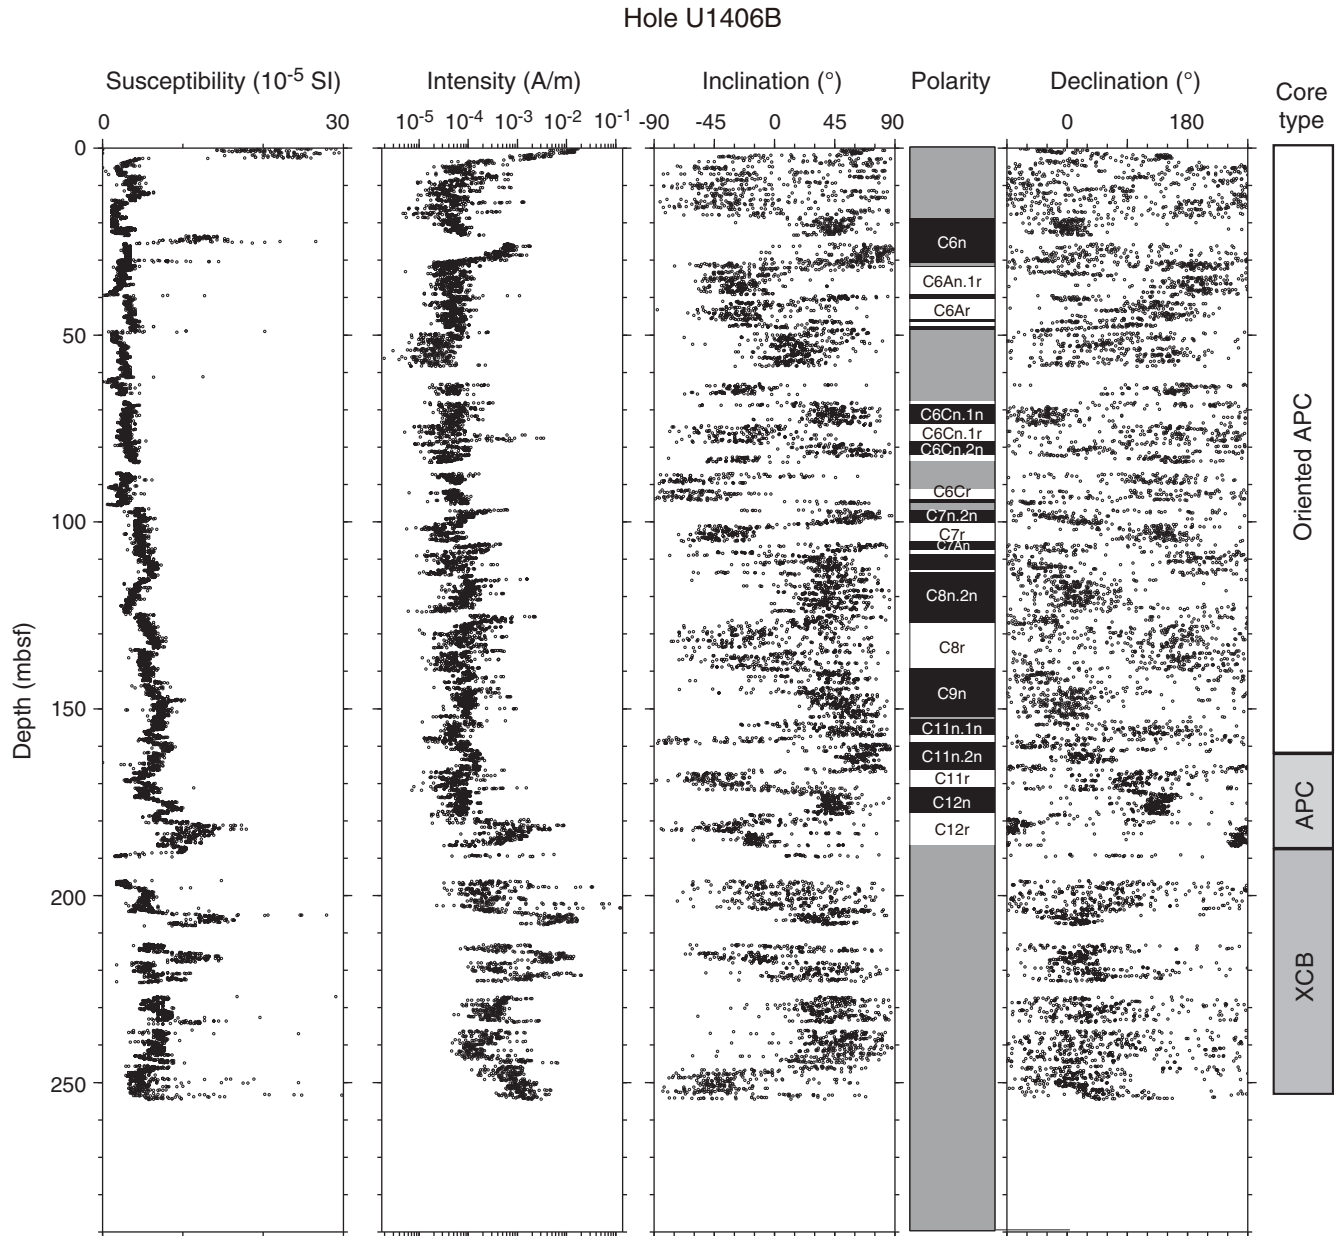 Hole U1406B
Susceptibility (10-5 SI)
Intensity (A/m)
Inclination (°)
Polarity
Declination (°)
Core
type
0 30
10-5 10-4 10-3 10-2 10-1
-90 -45 0 45 90
0 180
0
50
100
150
200
250
Depth (mbsf)
C6n
C6An.1r
C6Ar
C6Cn.1n
C6Cn.1r
C6Cn.2n
C6Cr
C7n.2n
C7r
C7An
C8n.2n
C8r
C9n
C11n.1n
C11n.2n
C11r
C12n
C12r
Oriented APC
APC
XCB